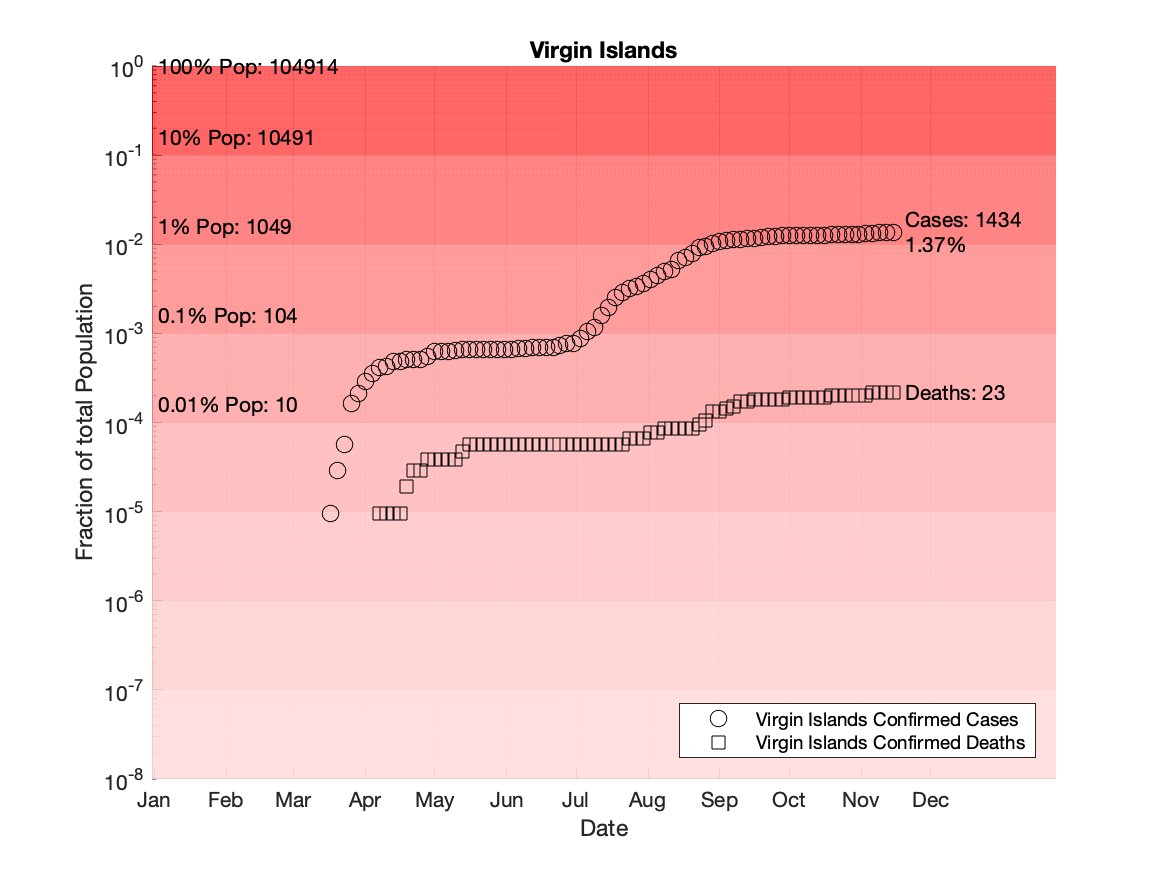 Virgin Islands
10^0
100% Pop: 104914
10% Pop: 10491
10^-1
1% Pop: 1049
Cases: 1434
1.37%
10^-2
0.1% Pop: 104
10^-3
Deaths: 23
0.01% Pop: 10
10^-4
10^-5
10^-6
10^-7
10^-8
Fraction of total Population
Virgin Islands Confirmed Cases
Virgin Islands Confirmed Deaths
Jan Feb Mar Apr May Jun Jul Aug Sep Oct Nov Dec
Date